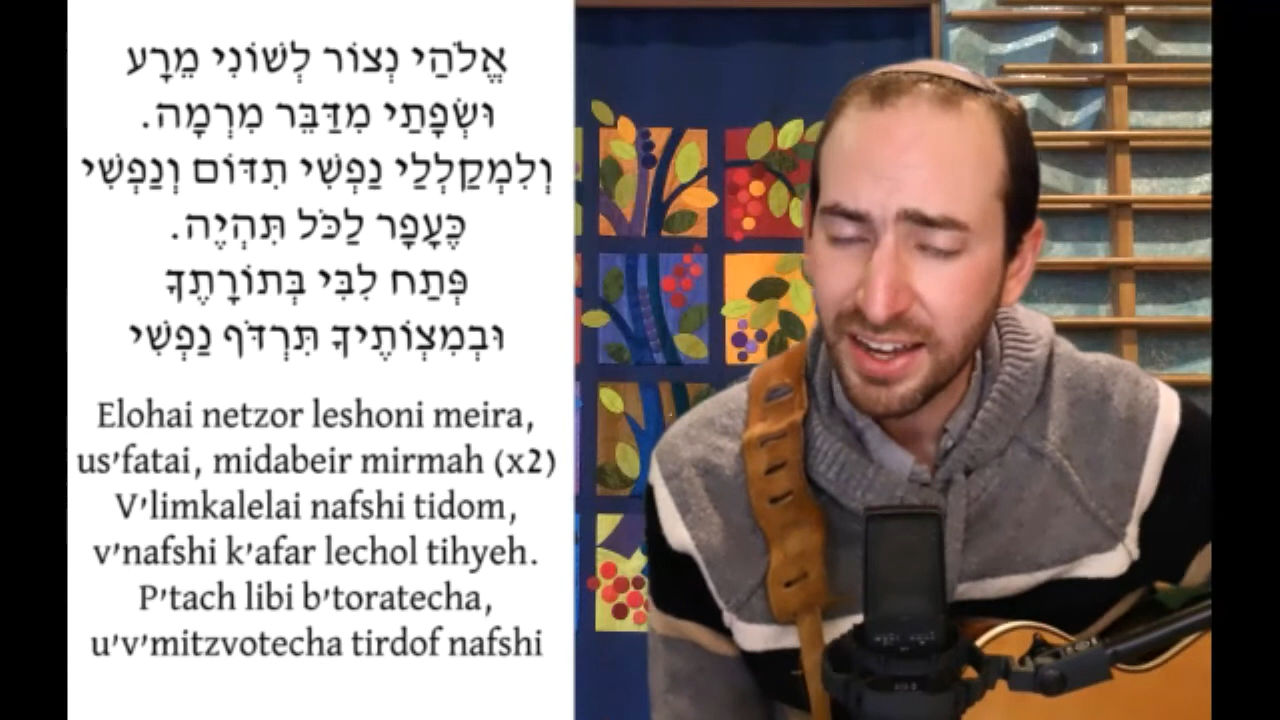 אֱלֹהַי נְצוֹר לְשׁוֹנִי מֵרָע
וּשְׂפָתַי מִדַּבֵּר מִרְמָה.
וְלִמְקַלְלַי נַפְשִׁי תִדּוֹם וְנַפְשִׁי
כֶּעָפָר לַכֹּל תִּהְיֶה.
פְּתַח לִבִּי בְּתוֹרָתֶךָ
וּבְמִצְוֹתֶיךָ תִּרְדֹּף נַפְשִׁי
Elohai netzor leshoni meira,
us'fatai, midabeir mirmah (x2)
V'limkalelai nafshi tidom,
v'nafshi k'afar lechol tihyeh.
P'tach libi b'toratecha,
u'v'mitzvotecha tirdof nafshi